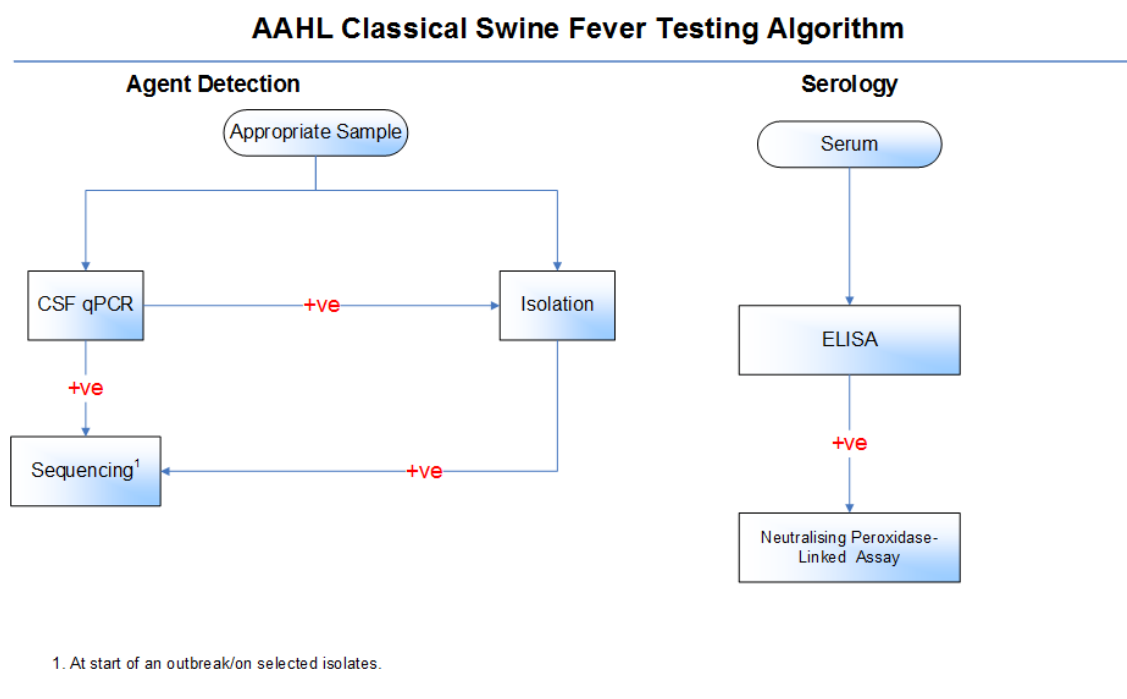 AAHL Classical Swine Fever Testing Algorithm
Agent Detection
Appropriate Sample
CSF qPCR
+ve
Isolation
+ve
Sequencing1
+ve
Serology
Serum
ELISA
+ve
Neutralising Peroxidase-
Linked Assay
1. At start of an outbreak/on selected isolates.